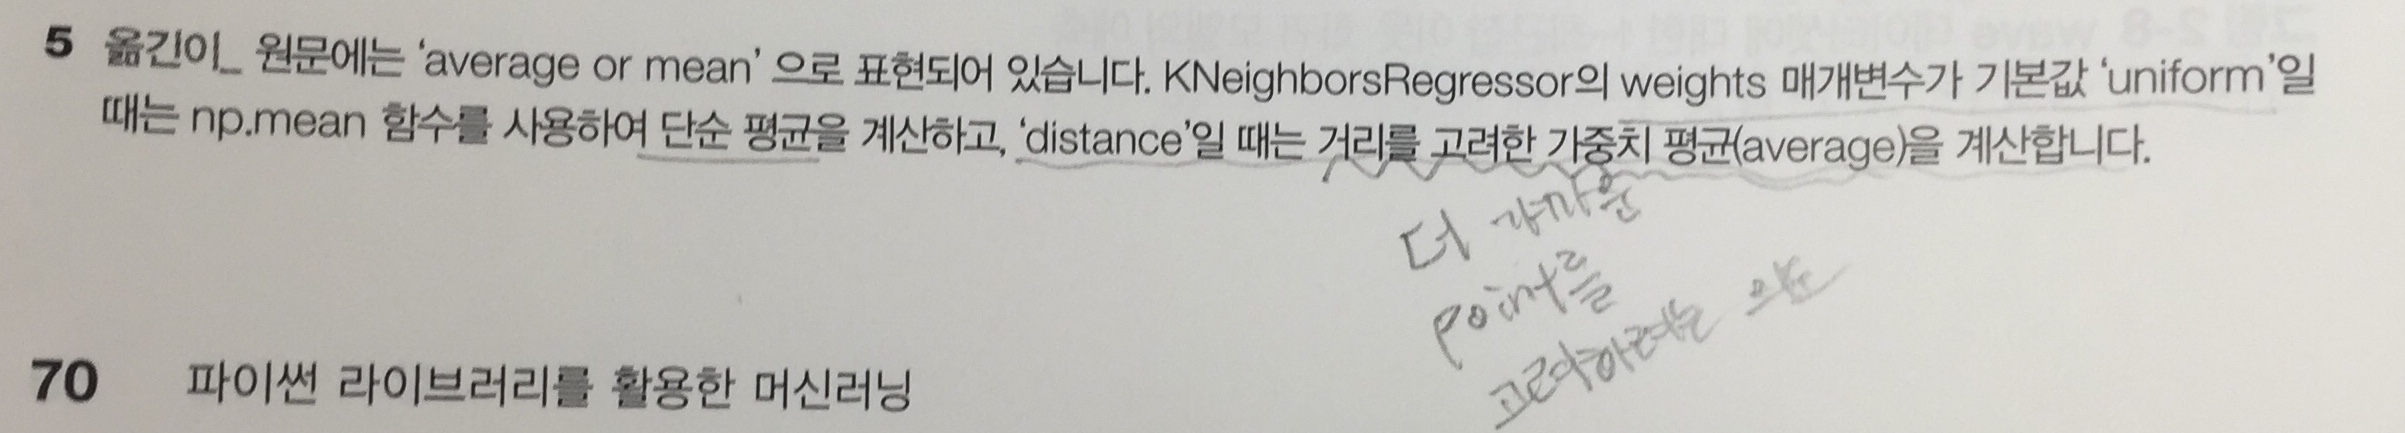 5 옮긴이_ 원문에는 ‘average or mean’ 으로 표현되어 있습니다. KNeighborsRegressor의 weights 매개변수가 기본값 ‘uniform’일
때는 np.mean 함수를 사용하여 단순 평균을 계산하고, ‘distance’일 때는 거리를 고려한 가중치 평균(average)을 계산합니다.
더 가까운
point를
고려하려는
70 파이썬 라이브러리를 활용한 머신러닝